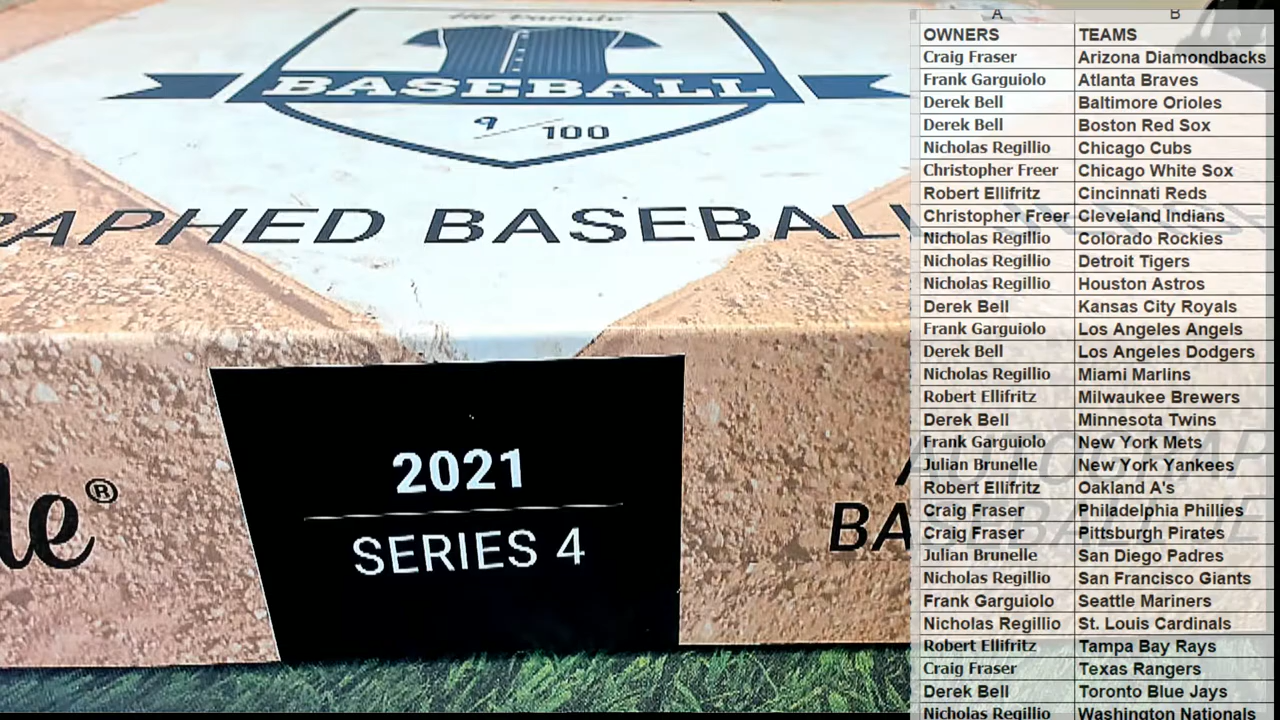 Hit Parade
BASEBALL
9/100
APHED BASEBALL
2021
SERIES 4
le®
BA
A B
OWNERS TEAMS
Craig Fraser Arizona Diamondbacks
Frank Garguiolo Atlanta Braves
Derek Bell Baltimore Orioles
Derek Bell Boston Red Sox
Nicholas Regillio Chicago Cubs
Christopher Freer Chicago White Sox
Robert Ellifritz Cincinnati Reds
Christopher Freer Cleveland Indians
Nicholas Regillio Colorado Rockies
Nicholas Regillio Detroit Tigers
Nicholas Regillio Houston Astros
Derek Bell Kansas City Royals
Frank Garguiolo Los Angeles Angels
Derek Bell Los Angeles Dodgers
Nicholas Regillio Miami Marlins
Robert Ellifritz Milwaukee Brewers
Derek Bell Minnesota Twins
Frank Garguiolo New York Mets
Julian Brunelle New York Yankees
Robert Ellifritz Oakland A's
Craig Fraser Philadelphia Phillies
Craig Fraser Pittsburgh Pirates
Julian Brunelle San Diego Padres
Nicholas Regillio San Francisco Giants
Frank Garguiolo Seattle Mariners
Nicholas Regillio St. Louis Cardinals
Robert Ellifritz Tampa Bay Rays
Craig Fraser Texas Rangers
Derek Bell Toronto Blue Jays
Nicholas Regillio Washington Nationals